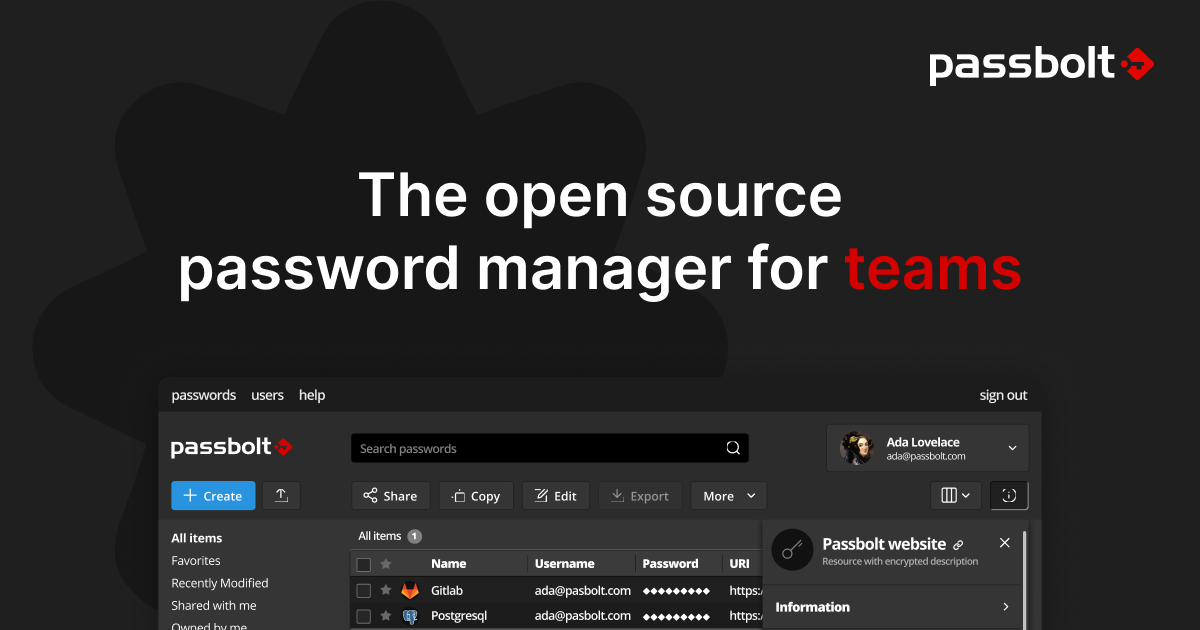 passbolt
The open source
password manager for teams
passwords users help sign out
passbolt
Search passwords
Ada Lovelace
ada@passbolt.com
Create Share Copy Edit Export More
All items
Favorites
Recently Modified
Shared with me
Owned by me
All items 1
Name Username Password URI
Gitlab ada@pasbolt.com https:/
Postgresql ada@pasbolt.com https:/
Passbolt website
Resource with encrypted description
Information